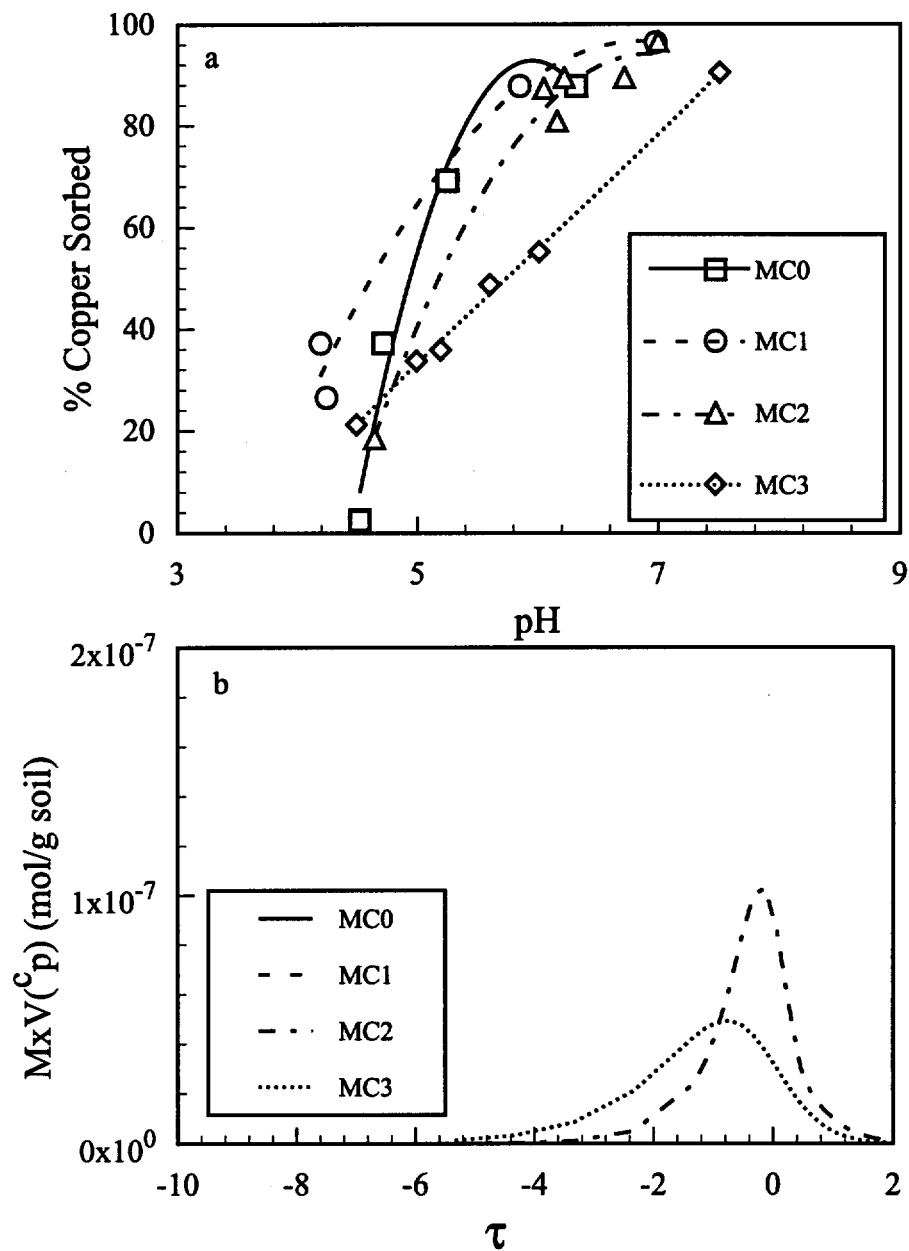 a
100
80
60
40
20
0
% Copper Sorbed
MC0
MC1
MC2
MC3
3
5
7
9
pH
b
2x10⁻⁷
1x10⁻⁷
0x10⁰
MxV(ᶜp) (mol/g soil)
MC0
MC1
MC2
MC3
-10
-8
-6
-4
-2
0
2
τ